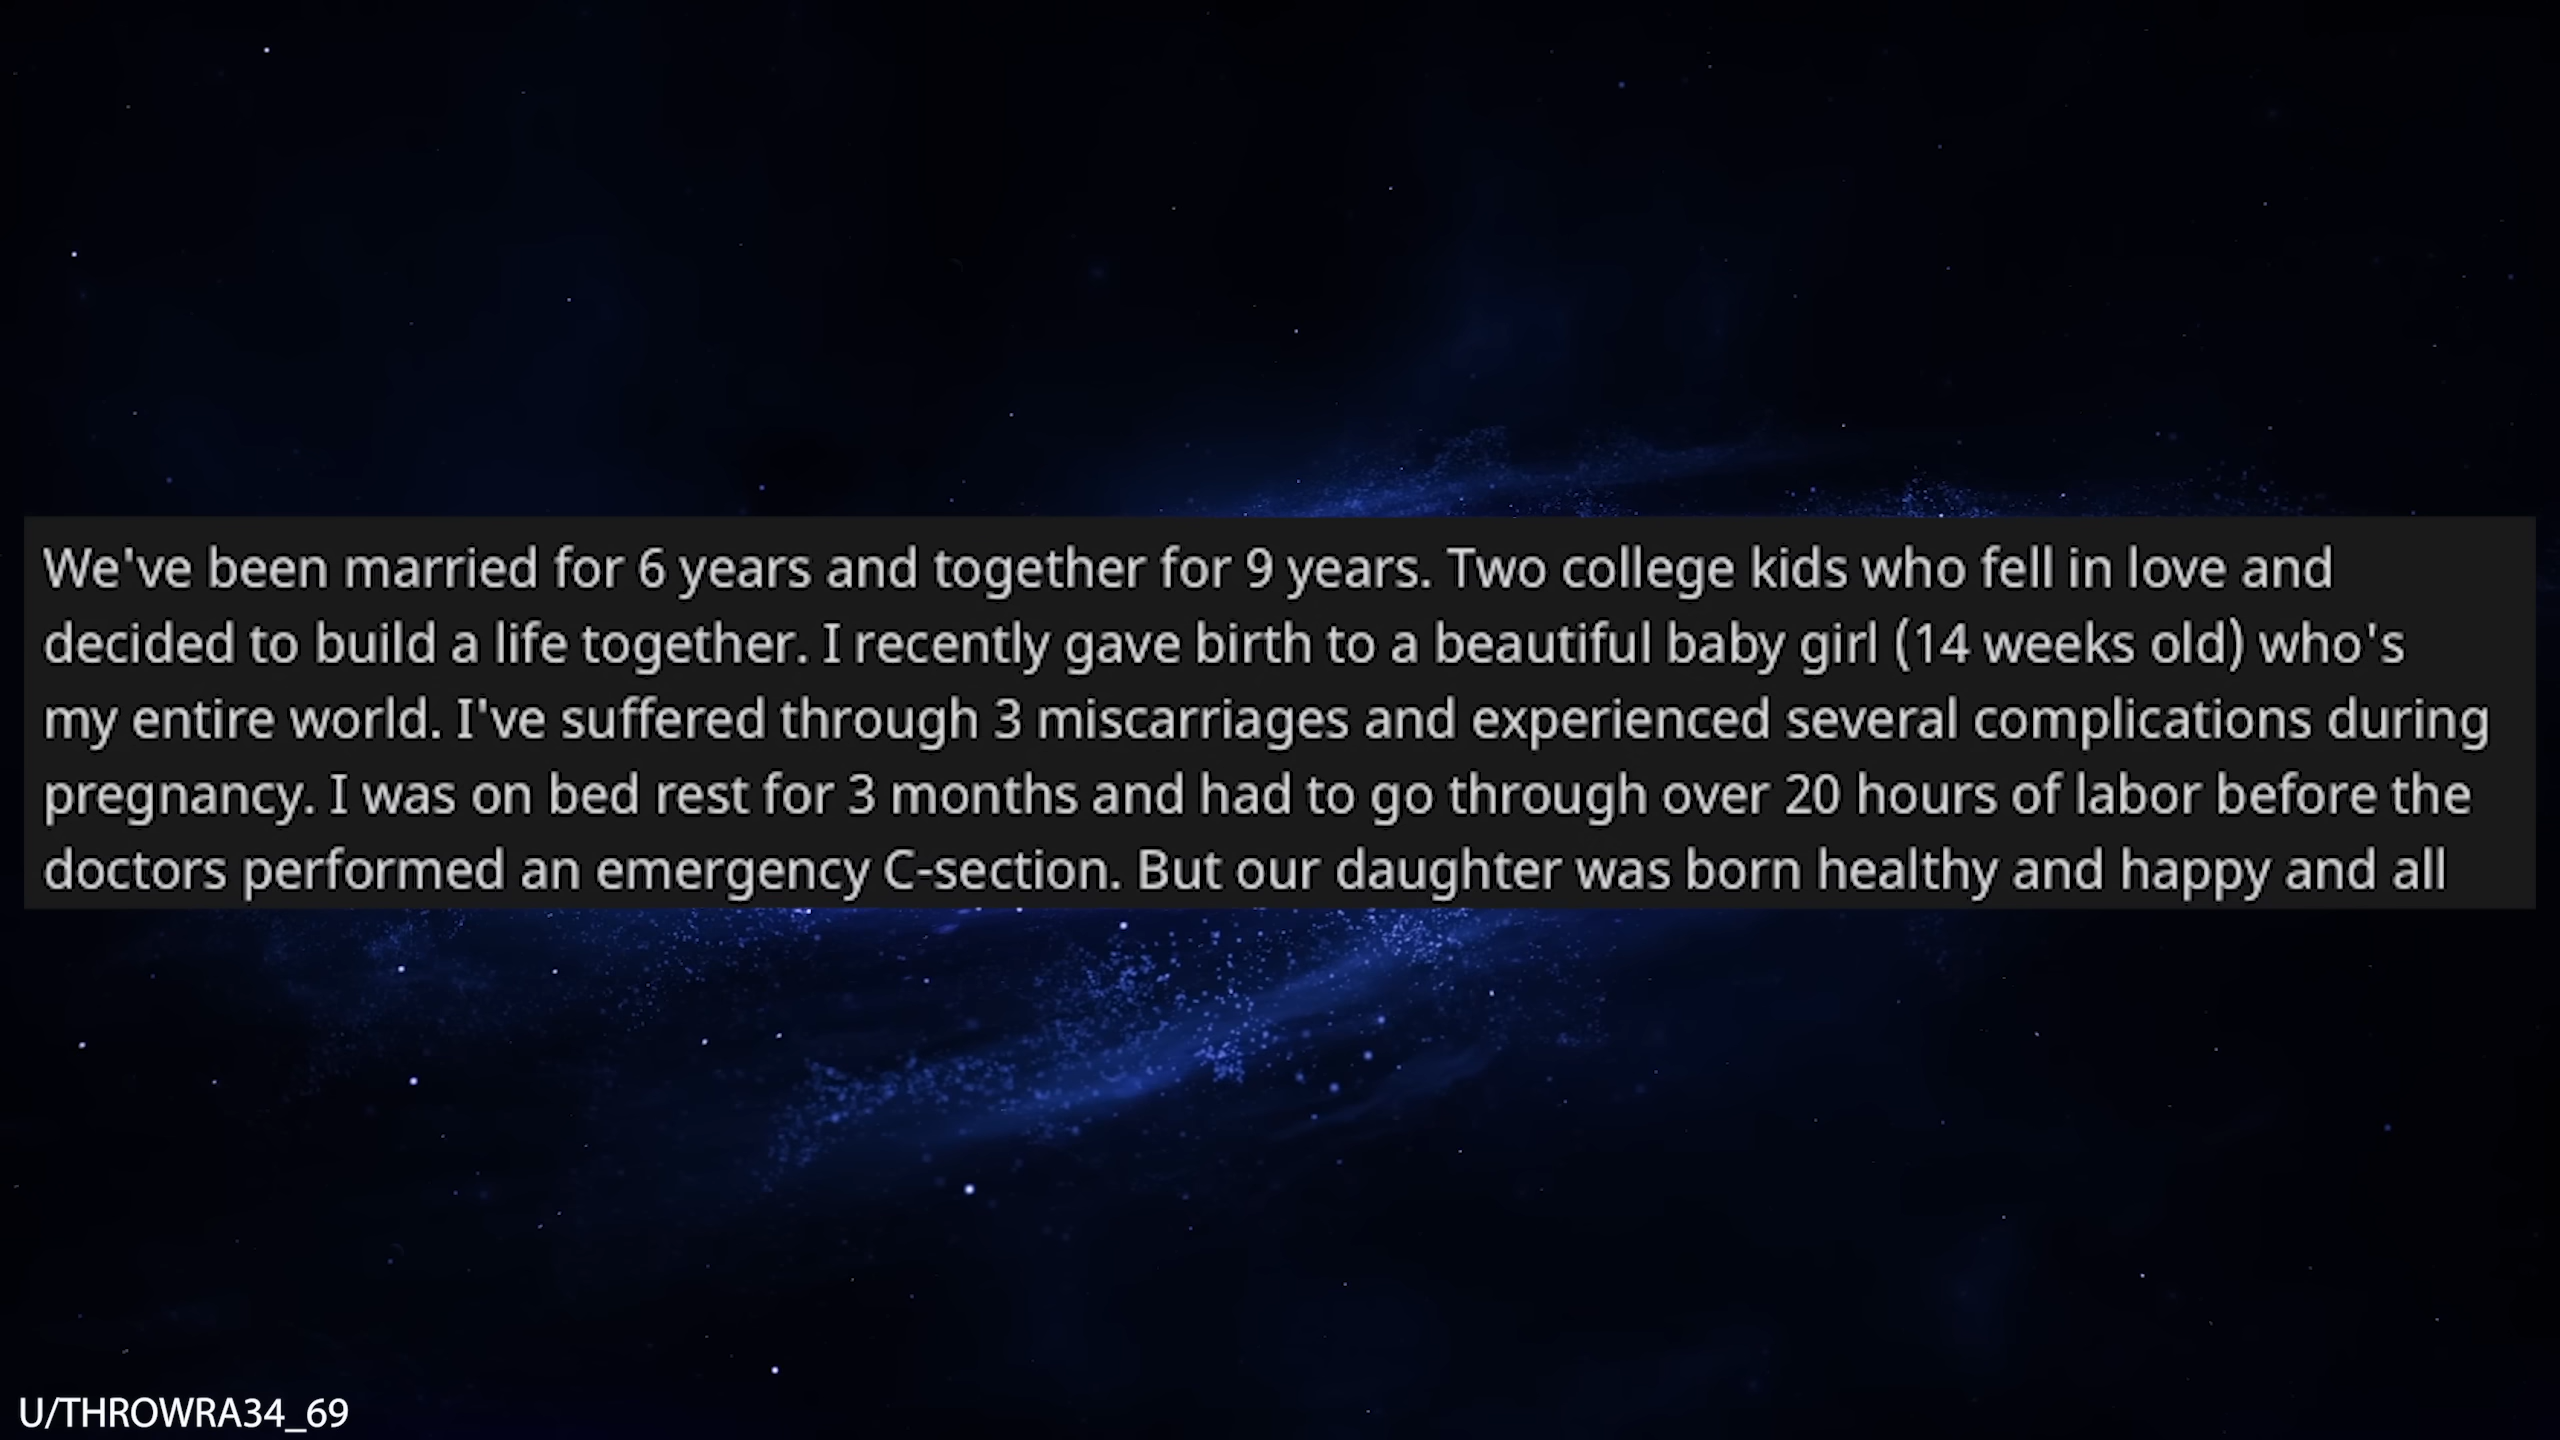 We've been married for 6 years and together for 9 years. Two college kids who fell in love and
decided to build a life together. I recently gave birth to a beautiful baby girl (14 weeks old) who's
my entire world. I've suffered through 3 miscarriages and experienced several complications during
pregnancy. I was on bed rest for 3 months and had to go through over 20 hours of labor before the
doctors performed an emergency C-section. But our daughter was born healthy and happy and all
U/THROWRA34_69